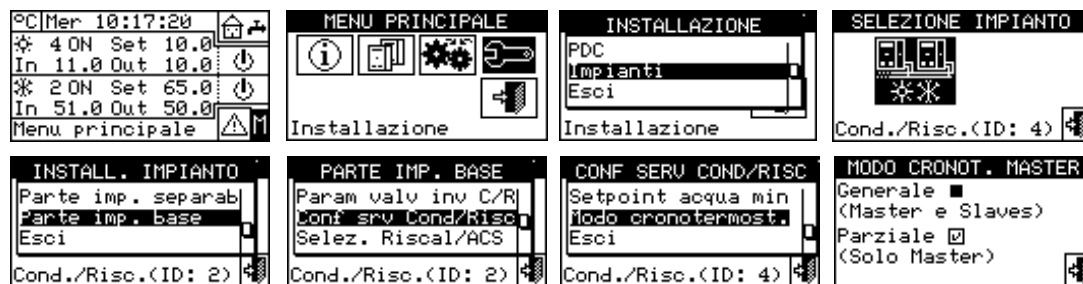 °C Mer 10:17:20
4 ON Set 10.0
In 11.0 Out 10.0
2 ON Set 65.0
In 51.0 Out 50.0
Menu principale M
MENU PRINCIPALE
Installazione
INSTALLAZIONE
PDC
Impianti
Esci
Installazione
SELEZIONE IMPIANTO
Cond./Risc.(ID: 4)
INSTALL. IMPIANTO
Parte imp. separab
Parte imp. base
Esci
Cond./Risc.(ID: 2)
PARTE IMP. BASE
Param valv inv C/R
Conf srv Cond/Risc
Selez. Riscal/ACS
Cond./Risc.(ID: 2)
CONF SERV COND/RISC
Setpoint acqua min
Modo cronotermost.
Esci
Cond./Risc.(ID: 4)
MODO CRONOT. MASTER
Generale
(Master e Slaves)
Parziale
(Solo Master)